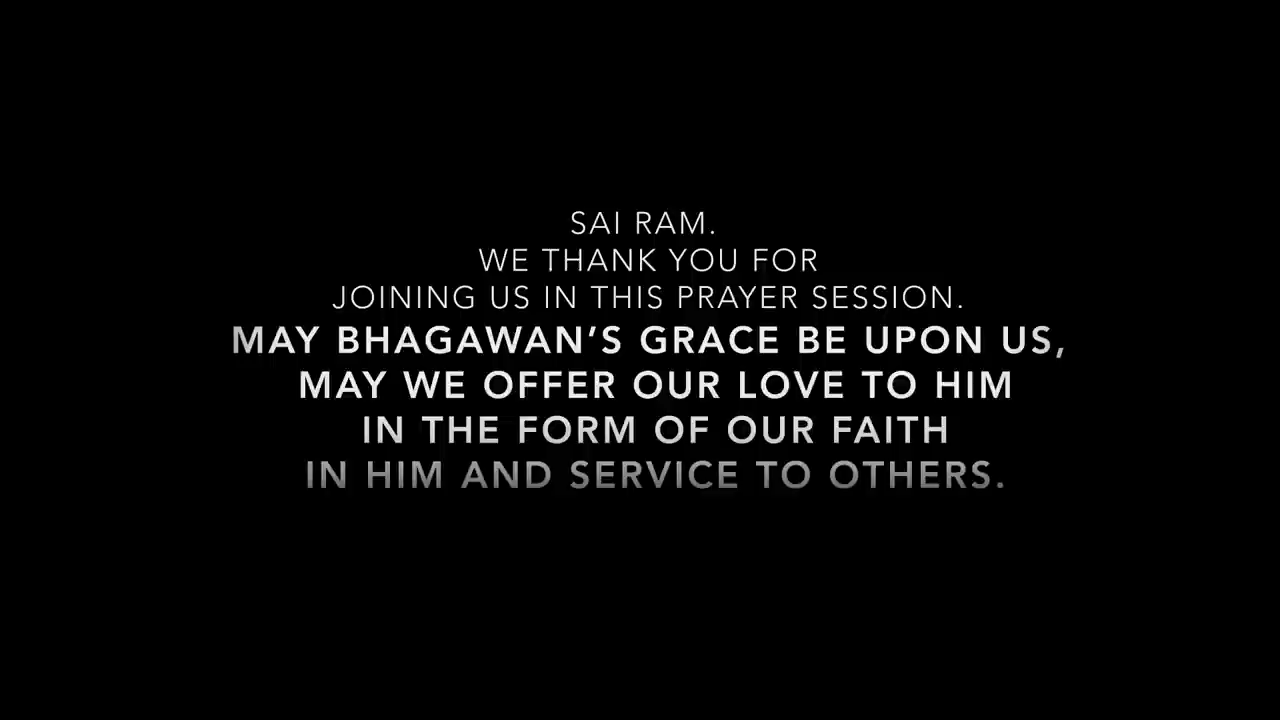 SAI RAM.
WE THANK YOU FOR
JOINING US IN THIS PRAYER SESSION.
MAY BHAGAWAN’S GRACE BE UPON US,
MAY WE OFFER OUR LOVE TO HIM
IN THE FORM OF OUR FAITH
IN HIM AND SERVICE TO OTHERS.